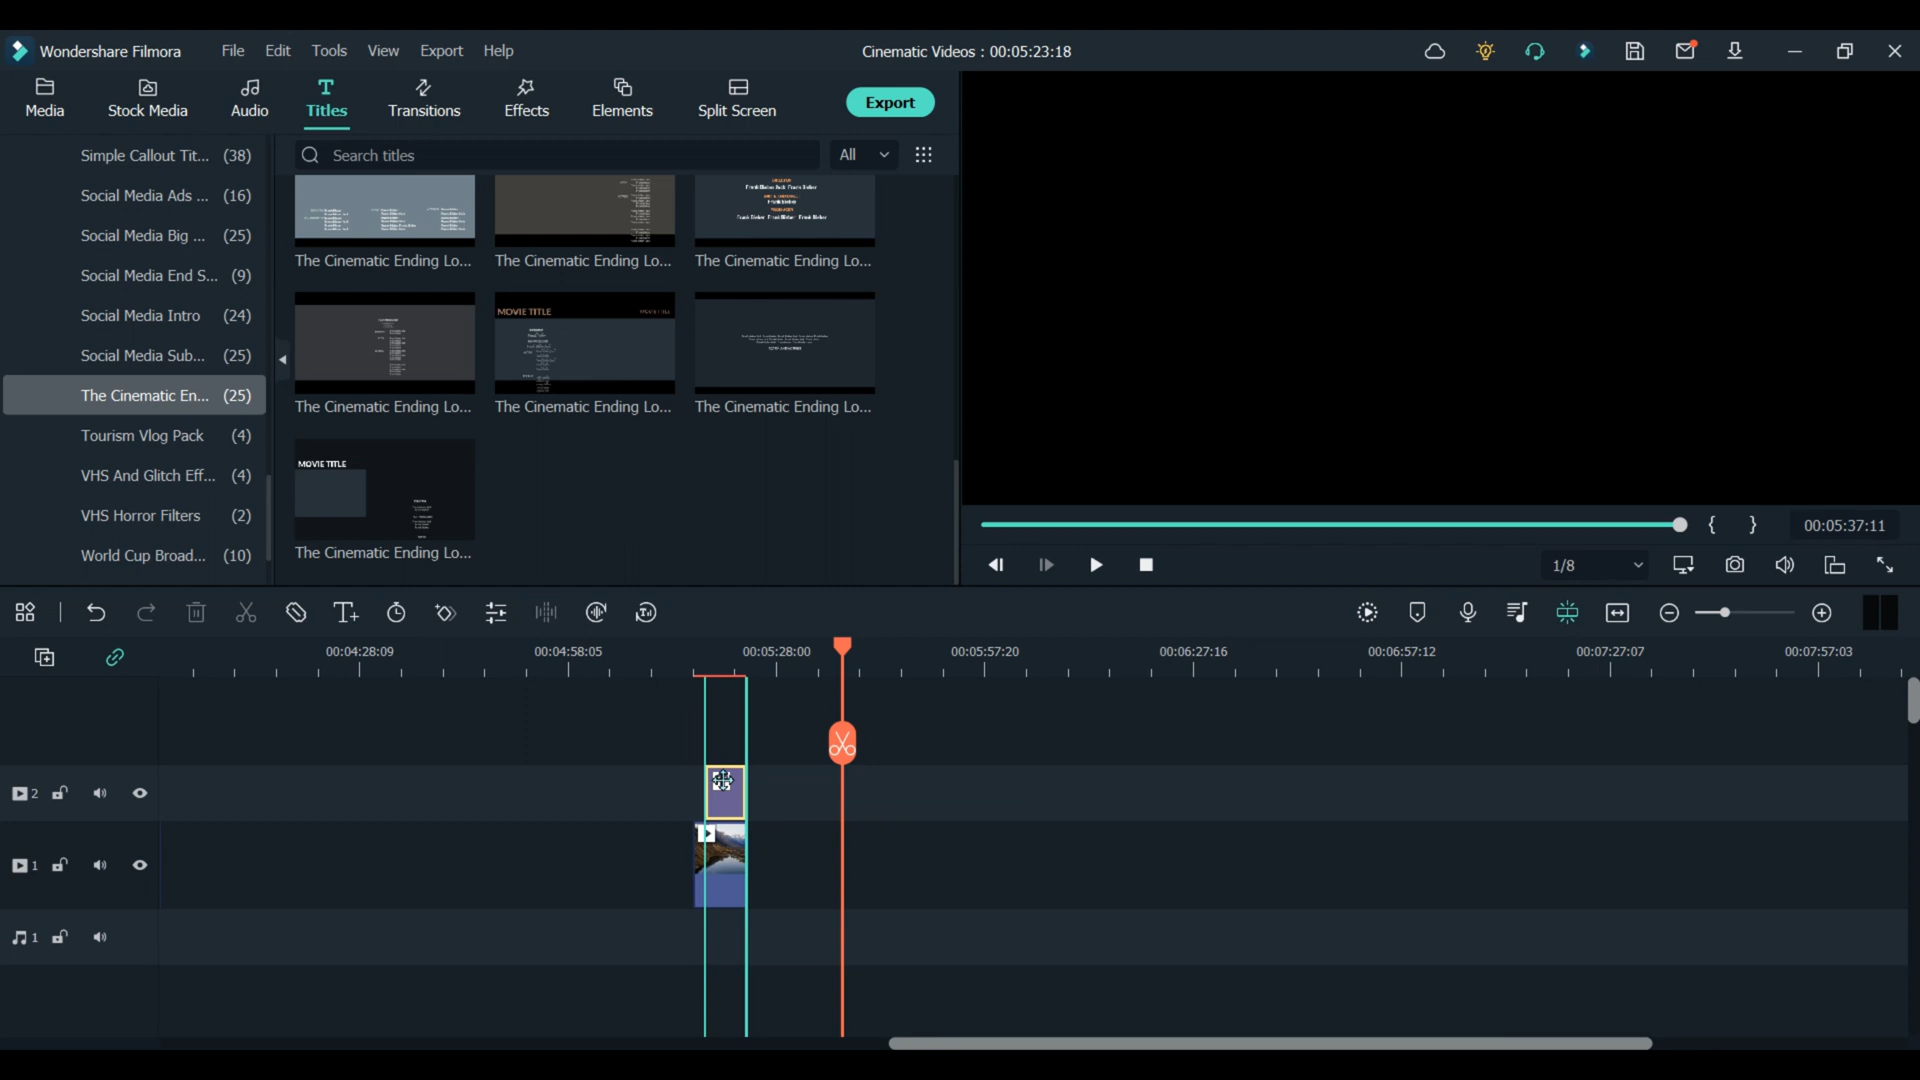 Wondershare Filmora File Edit Tools View Export Help Cinematic Videos : 00:05:23:18
Media Stock Media Audio Titles Transitions Effects Elements Split Screen Export
Simple Callout Tit... (38)
Social Media Ads ... (16)
Social Media Big ... (25)
Social Media End S... (9)
Social Media Intro (24)
Social Media Sub... (25)
The Cinematic En... (25)
Tourism Vlog Pack (4)
VHS And Glitch Eff... (4)
VHS Horror Filters (2)
World Cup Broad... (10)
Search titles All
The Cinematic Ending Lo... The Cinematic Ending Lo... The Cinematic Ending Lo...
MOVIE TITLE MOVIE TITLE
The Cinematic Ending Lo... The Cinematic Ending Lo... The Cinematic Ending Lo...
MOVIE TITLE
The Cinematic Ending Lo...
{ } 00:05:37:11
1/8
00:04:28:09 00:04:58:05 00:05:28:00 00:05:57:20 00:06:27:16 00:06:57:12 00:07:27:07 00:07:57:03
2
1
1